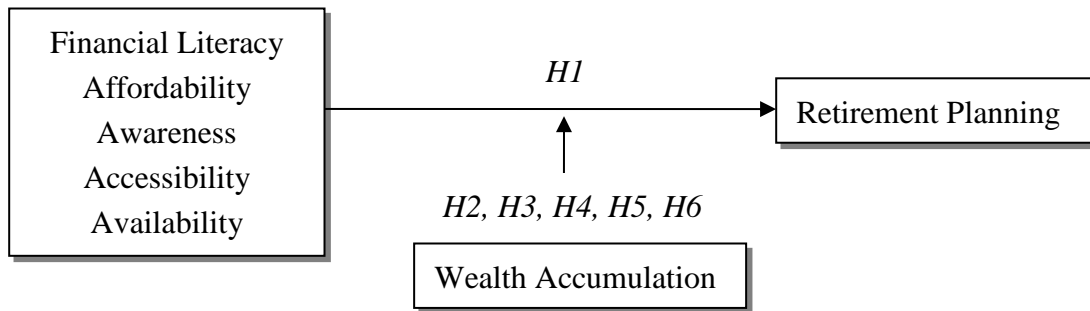 Financial Literacy
Affordability
Awareness
Accessibility
Availability
H1
Retirement Planning
H2, H3, H4, H5, H6
Wealth Accumulation